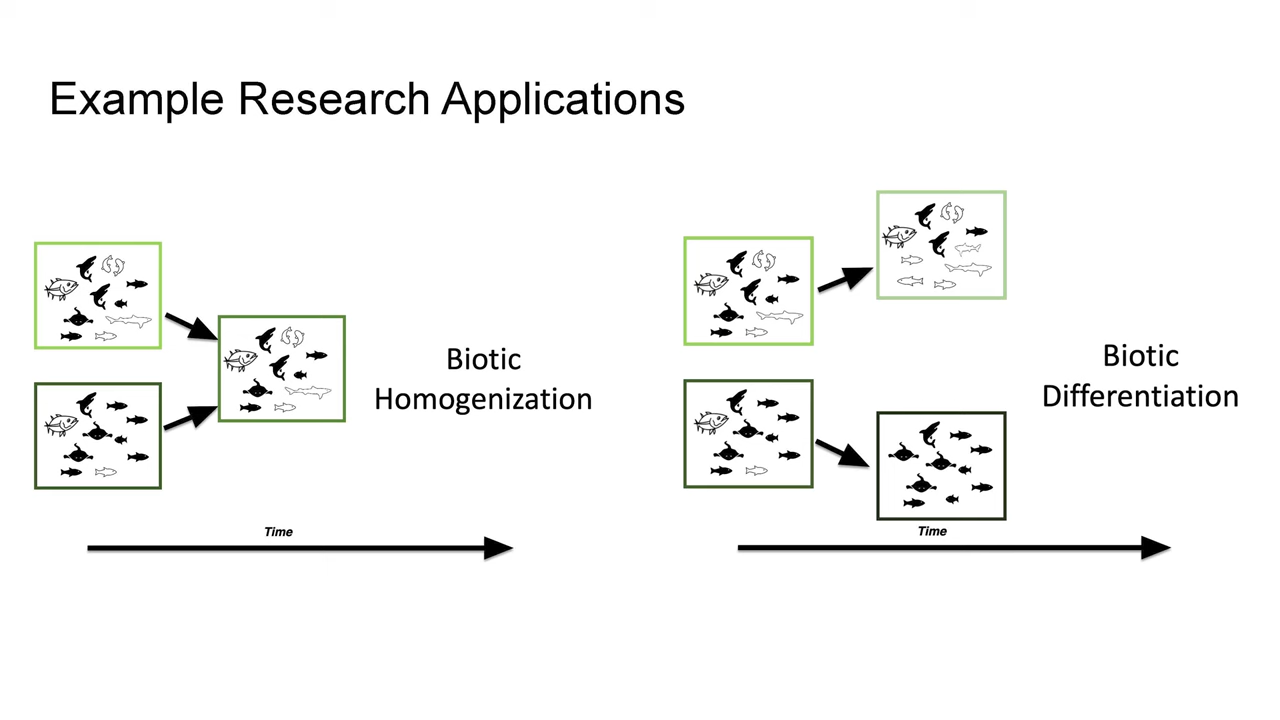 Example Research Applications
Biotic
Homogenization
Time
Biotic
Differentiation
Time